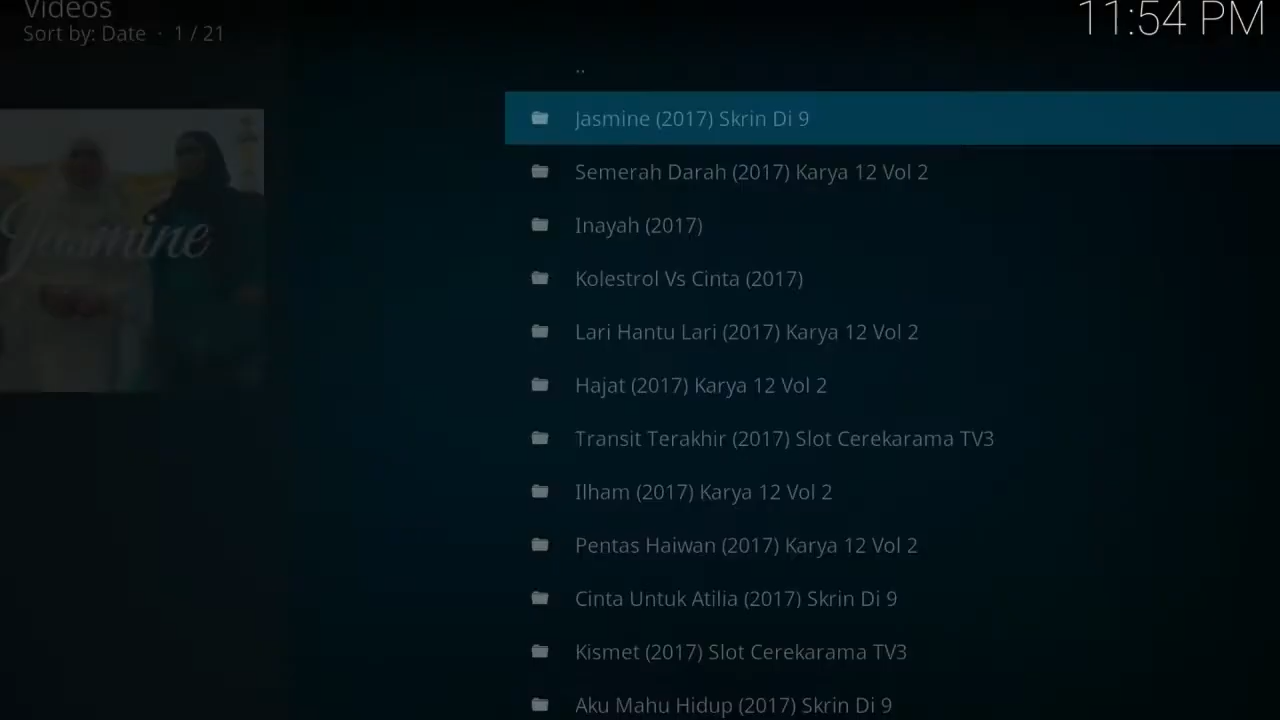 Videos
Sort by: Date · 1 / 21
11:54 PM
..
Jasmine (2017) Skrin Di 9
Jasmine
Semerah Darah (2017) Karya 12 Vol 2
Inayah (2017)
Kolestrol Vs Cinta (2017)
Lari Hantu Lari (2017) Karya 12 Vol 2
Hajat (2017) Karya 12 Vol 2
Transit Terakhir (2017) Slot Cerekarama TV3
Ilham (2017) Karya 12 Vol 2
Pentas Haiwan (2017) Karya 12 Vol 2
Cinta Untuk Atilia (2017) Skrin Di 9
Kismet (2017) Slot Cerekarama TV3
Aku Mahu Hidup (2017) Skrin Di 9